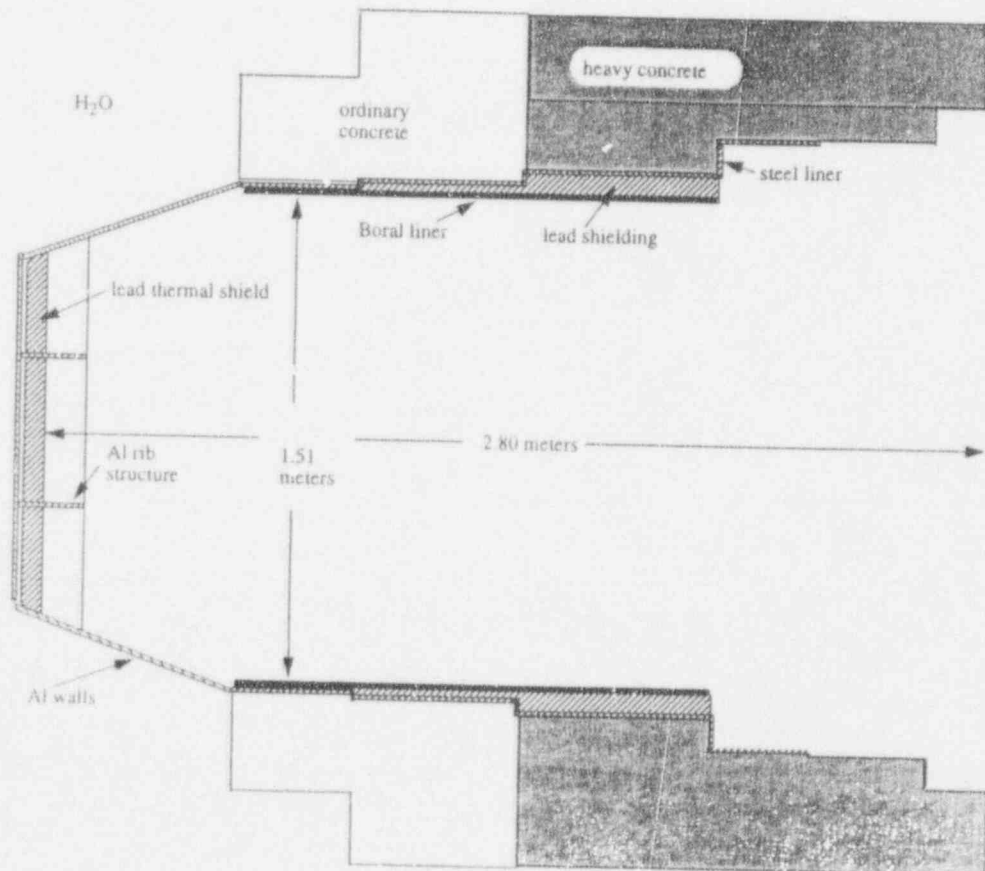 heavy concrete
H₂O
ordinary
concrete
steel liner
Boral liner
lead shielding
lead thermal shield
Al rib
structure
1.51
meters
2.80 meters
Al walls